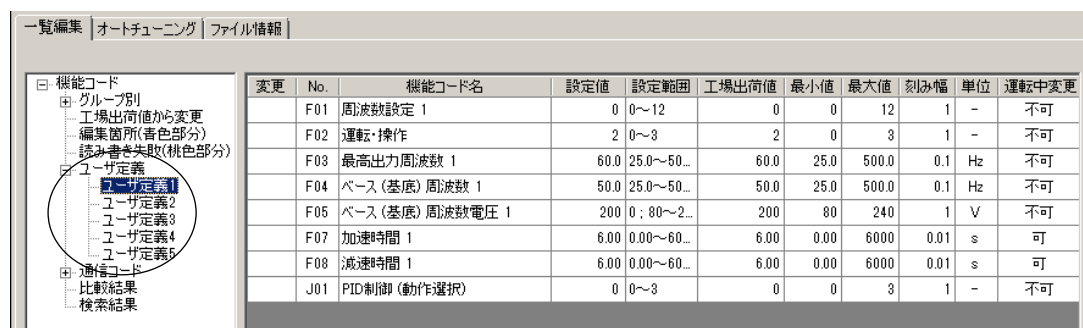 一覧編集 オートチューニング ファイル情報
機能コード
グループ別
工場出荷値から変更
編集箇所(青色部分)
読み書き失敗(桃色部分)
ユーザ定義
ユーザ定義1
ユーザ定義2
ユーザ定義3
ユーザ定義4
ユーザ定義5
通信コード
比較結果
検索結果
変更 No. 機能コード名 設定値 設定範囲 工場出荷値 最小値 最大値 刻み幅 単位 運転中変更
F01 周波数設定 1 0 0～12 0 0 12 1 - 不可
F02 運転・操作 2 0～3 2 0 3 1 - 不可
F03 最高出力周波数 1 60.0 25.0～50... 60.0 25.0 500.0 0.1 Hz 不可
F04 ベース (基底) 周波数 1 50.0 25.0～50... 50.0 25.0 500.0 0.1 Hz 不可
F05 ベース (基底) 周波数電圧 1 200 0 ; 80～2... 200 80 240 1 V 不可
F07 加速時間 1 6.00 0.00～60... 6.00 0.00 6000 0.01 s 可
F08 減速時間 1 6.00 0.00～60... 6.00 0.00 6000 0.01 s 可
J01 PID制御 (動作選択) 0 0～3 0 0 3 1 - 不可